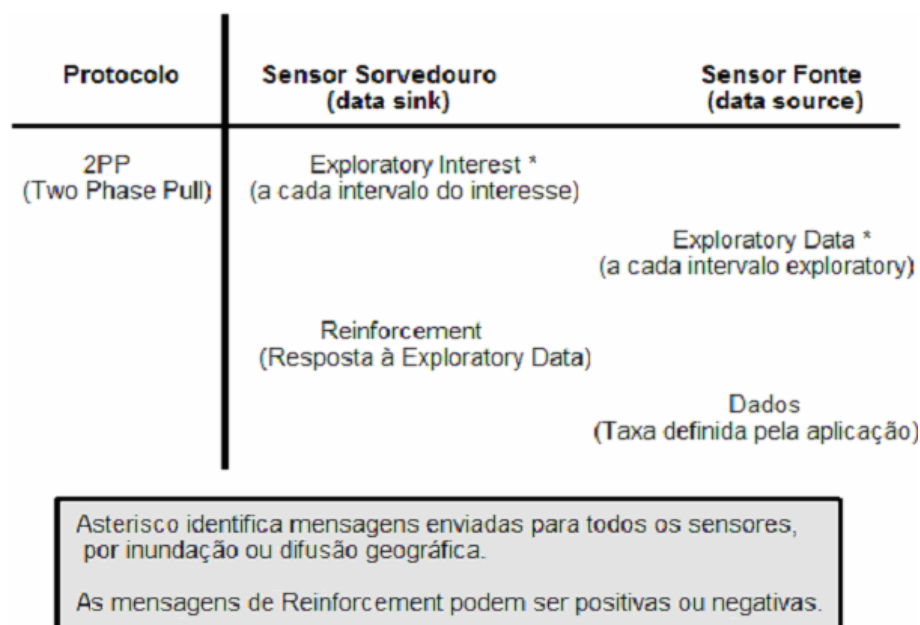 Protocolo
Sensor Sorvedouro
(data sink)
Sensor Fonte
(data source)
2PP
(Two Phase Pull)
Exploratory Interest *
(a cada intervalo do interesse)
Exploratory Data *
(a cada intervalo exploratory)
Reinforcement
(Resposta à Exploratory Data)
Dados
(Taxa definida pela aplicação)
Asterisco identifica mensagens enviadas para todos os sensores,
por inundação ou difusão geográfica.
As mensagens de Reinforcement podem ser positivas ou negativas.